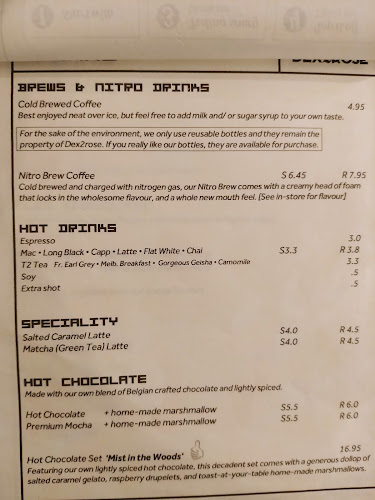 DEX2ROSE
BREWS & NITRO DRINKS
Cold Brewed Coffee 4.95
Best enjoyed neat over ice, but feel free to add milk and/ or sugar syrup to your own taste.
For the sake of the environment, we only use reusable bottles and they remain the
property of Dex2rose. If you really like our bottles, they are available for purchase.
Nitro Brew Coffee S 6.45 R 7.95
Cold brewed and charged with nitrogen gas, our Nitro Brew comes with a creamy head of foam
that locks in the wholesome flavour, and a whole new mouth feel. [See in-store for flavour]
HOT DRINKS
Espresso 3.0
Mac • Long Black • Capp • Latte • Flat White • Chai S3.3 R 3.8
T2 Tea Fr. Earl Grey • Melb. Breakfast • Gorgeous Geisha • Camomile 3.3
Soy .5
Extra shot .5
SPECIALITY
Salted Caramel Latte S4.0 R 4.5
Matcha (Green Tea) Latte S4.0 R 4.5
HOT CHOCOLATE
Made with our own blend of Belgian crafted chocolate and lightly spiced.
Hot Chocolate + home-made marshmallow S5.5 R 6.0
Premium Mocha + home-made marshmallow S5.5 R 6.0
Hot Chocolate Set 'Mist in the Woods' 16.95
Featuring our own lightly spiced hot chocolate, this decadent set comes with a generous dollop of
salted caramel gelato, raspberry drupelets, and toast-at-your-table home-made marshmallows.